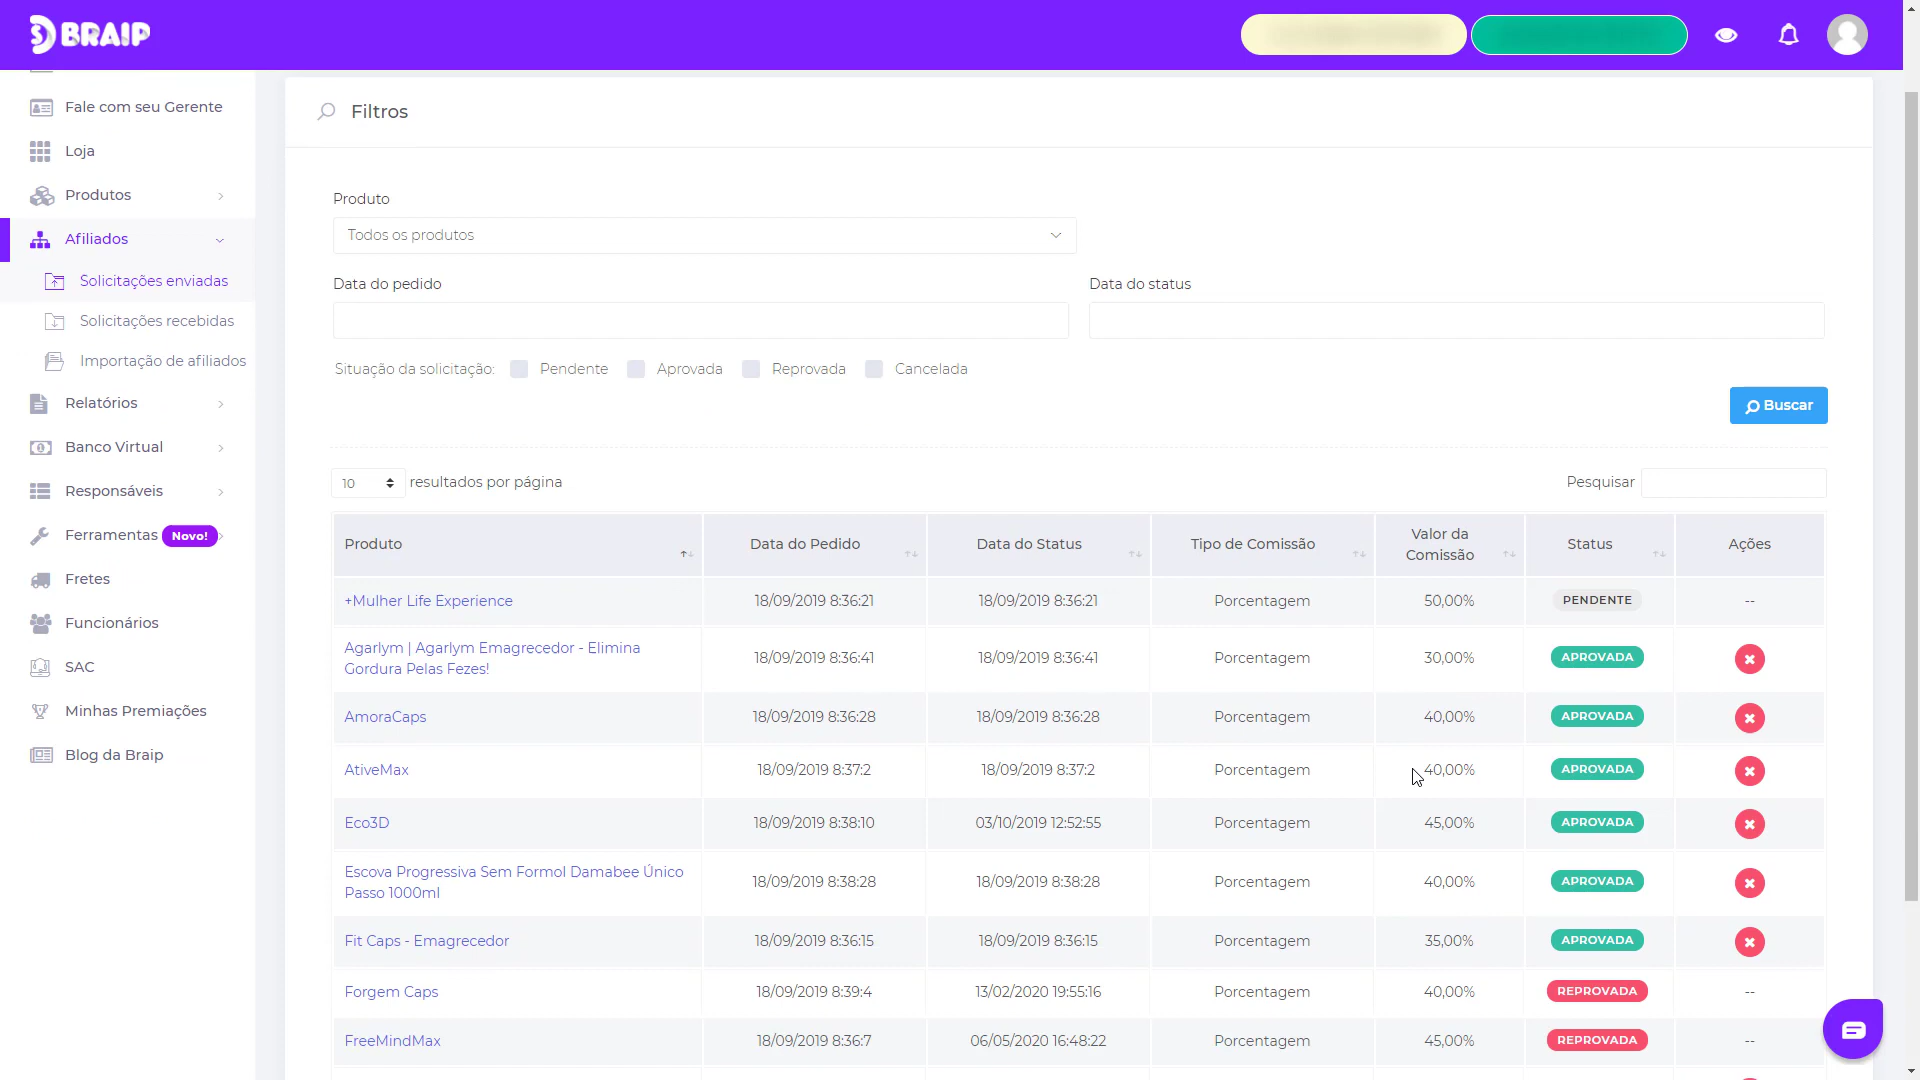 BRAIP
Fale com seu Gerente
Loja
Produtos
Afiliados
Solicitações enviadas
Solicitações recebidas
Importação de afiliados
Relatórios
Banco Virtual
Responsáveis
Ferramentas Novo!
Fretes
Funcionários
SAC
Minhas Premiações
Blog da Braip
Filtros
Produto
Todos os produtos
Data do pedido Data do status
Situação da solicitação: Pendente Aprovada Reprovada Cancelada
Buscar
10 resultados por página Pesquisar
Produto Data do Pedido Data do Status Tipo de Comissão Valor da Comissão Status Ações
+Mulher Life Experience 18/09/2019 8:36:21 18/09/2019 8:36:21 Porcentagem 50,00% PENDENTE --
Agarlym | Agarlym Emagrecedor - Elimina
Gordura Pelas Fezes! 18/09/2019 8:36:41 18/09/2019 8:36:41 Porcentagem 30,00% APROVADA
AmoraCaps 18/09/2019 8:36:28 18/09/2019 8:36:28 Porcentagem 40,00% APROVADA
AtiveMax 18/09/2019 8:37:2 18/09/2019 8:37:2 Porcentagem 40,00% APROVADA
Eco3D 18/09/2019 8:38:10 03/10/2019 12:52:55 Porcentagem 45,00% APROVADA
Escova Progressiva Sem Formol Damabee Único
Passo 1000ml 18/09/2019 8:38:28 18/09/2019 8:38:28 Porcentagem 40,00% APROVADA
Fit Caps - Emagrecedor 18/09/2019 8:36:15 18/09/2019 8:36:15 Porcentagem 35,00% APROVADA
Forgem Caps 18/09/2019 8:39:4 13/02/2020 19:55:16 Porcentagem 40,00% REPROVADA --
FreeMindMax 18/09/2019 8:36:7 06/05/2020 16:48:22 Porcentagem 45,00% REPROVADA --